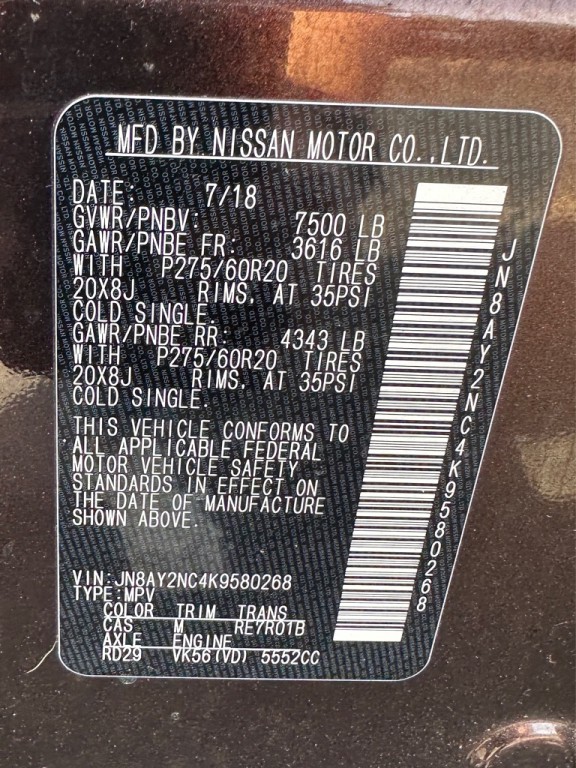 MFD BY NISSAN MOTOR CO.,LTD.
DATE: 7/18
GVWR/PNBV: 7500 LB
GAWR/PNBE FR: 3616 LB
WITH P275/60R20 TIRES
20X8J RIMS, AT 35PSI
COLD SINGLE.
GAWR/PNBE RR: 4343 LB
WITH P275/60R20 TIRES
20X8J RIMS, AT 35PSI
COLD SINGLE.
THIS VEHICLE CONFORMS TO
ALL APPLICABLE FEDERAL
MOTOR VEHICLE SAFETY
STANDARDS IN EFFECT ON
THE DATE OF MANUFACTURE
SHOWN ABOVE.
VIN:JN8AY2NC4K9580268
TYPE:MPV
COLOR TRIM TRANS
CAS M RE7R01B
AXLE ENGINE
RD29 VK56(VD) 5552CC
JN8AY2NC4K9580268